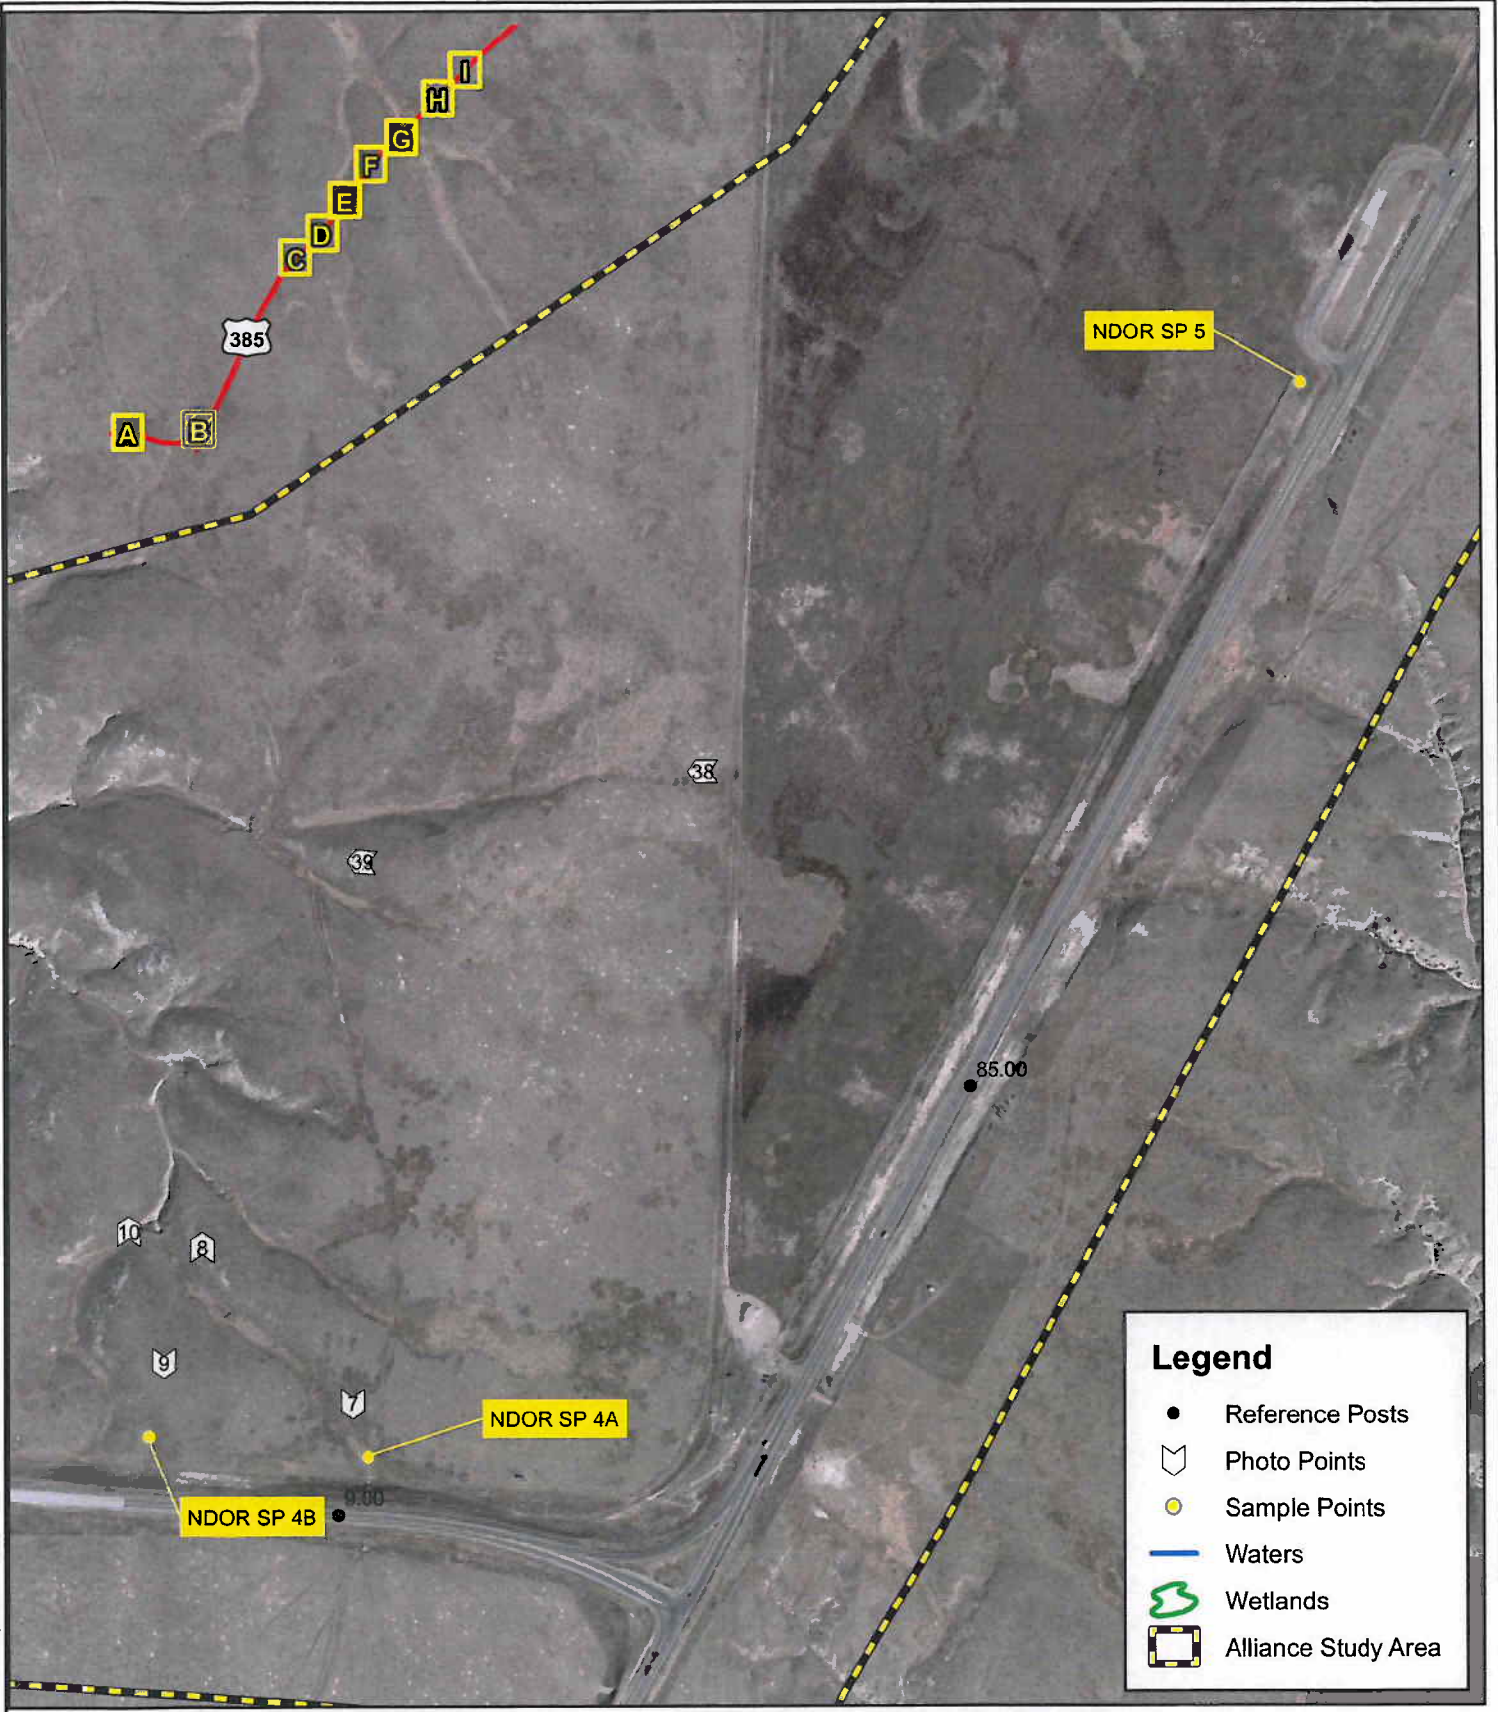 I
H
G
F
E
D
C
385
A
B
NDOR SP 5
38
39
85.00
10
8
9
7
NDOR SP 4A
9.00
NDOR SP 4B
Legend
Reference Posts
Photo Points
Sample Points
Waters
Wetlands
Alliance Study Area